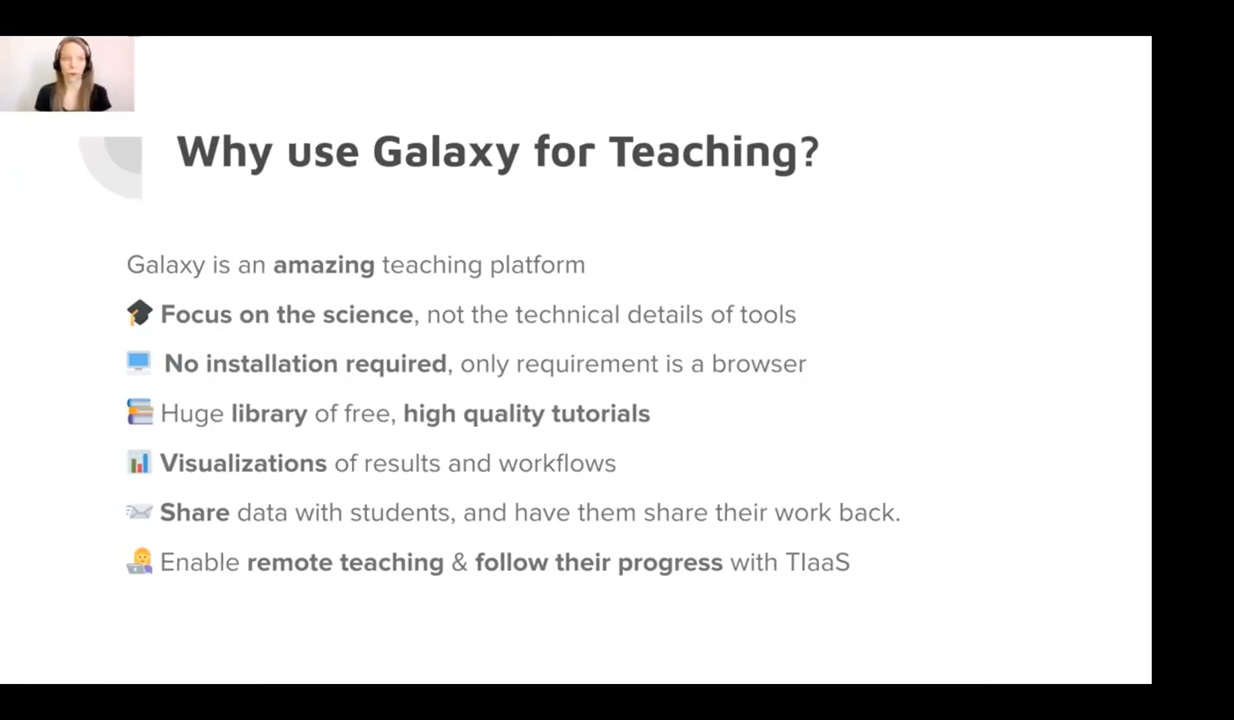 Why use Galaxy for Teaching?
Galaxy is an amazing teaching platform
Focus on the science, not the technical details of tools
No installation required, only requirement is a browser
Huge library of free, high quality tutorials
Visualizations of results and workflows
Share data with students, and have them share their work back.
Enable remote teaching & follow their progress with TIaaS